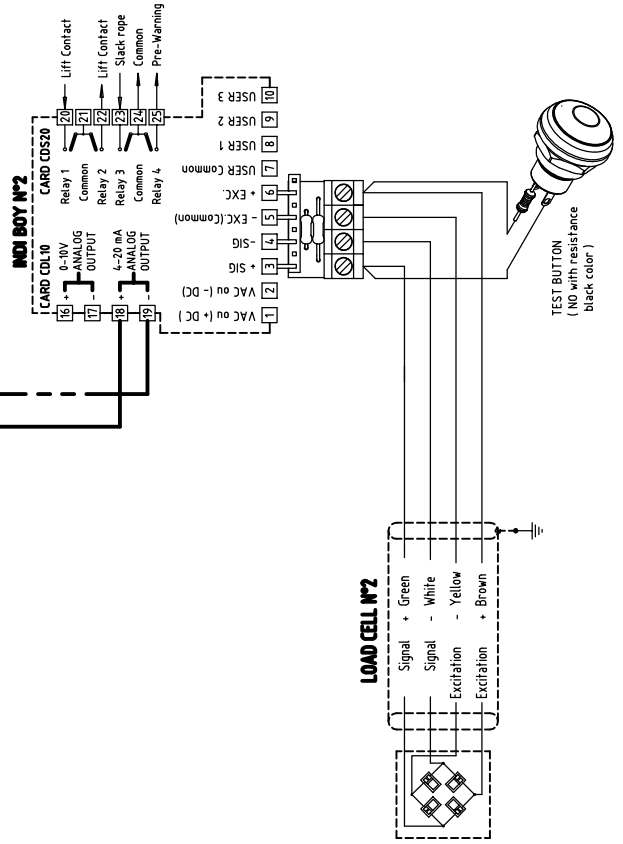 INDI BOY N°2
CARD CDL10
CARD CDS20
16 + 0-10V
ANALOG
17 - OUTPUT
18 + 4-20 mA
ANALOG
19 - OUTPUT
20 Relay 1 Lift Contact
21 Common
22 Relay 2 Lift Contact
23 Relay 3 Slack rope
24 Common Common
25 Relay 4 Pre-Warning
USER 3 10
USER 2 9
USER 1 8
USER Common 7
+ EXC. 6
- EXC.(Common) 5
-SIG 4
+ SIG 3
VAC ou (- DC) 2
VAC ou (+ DC ) 1
TEST BUTTON
( NO with resistance
black color )
LOAD CELL N°2
Signal + Green
Signal - White
Excitation - Yellow
Excitation + Brown